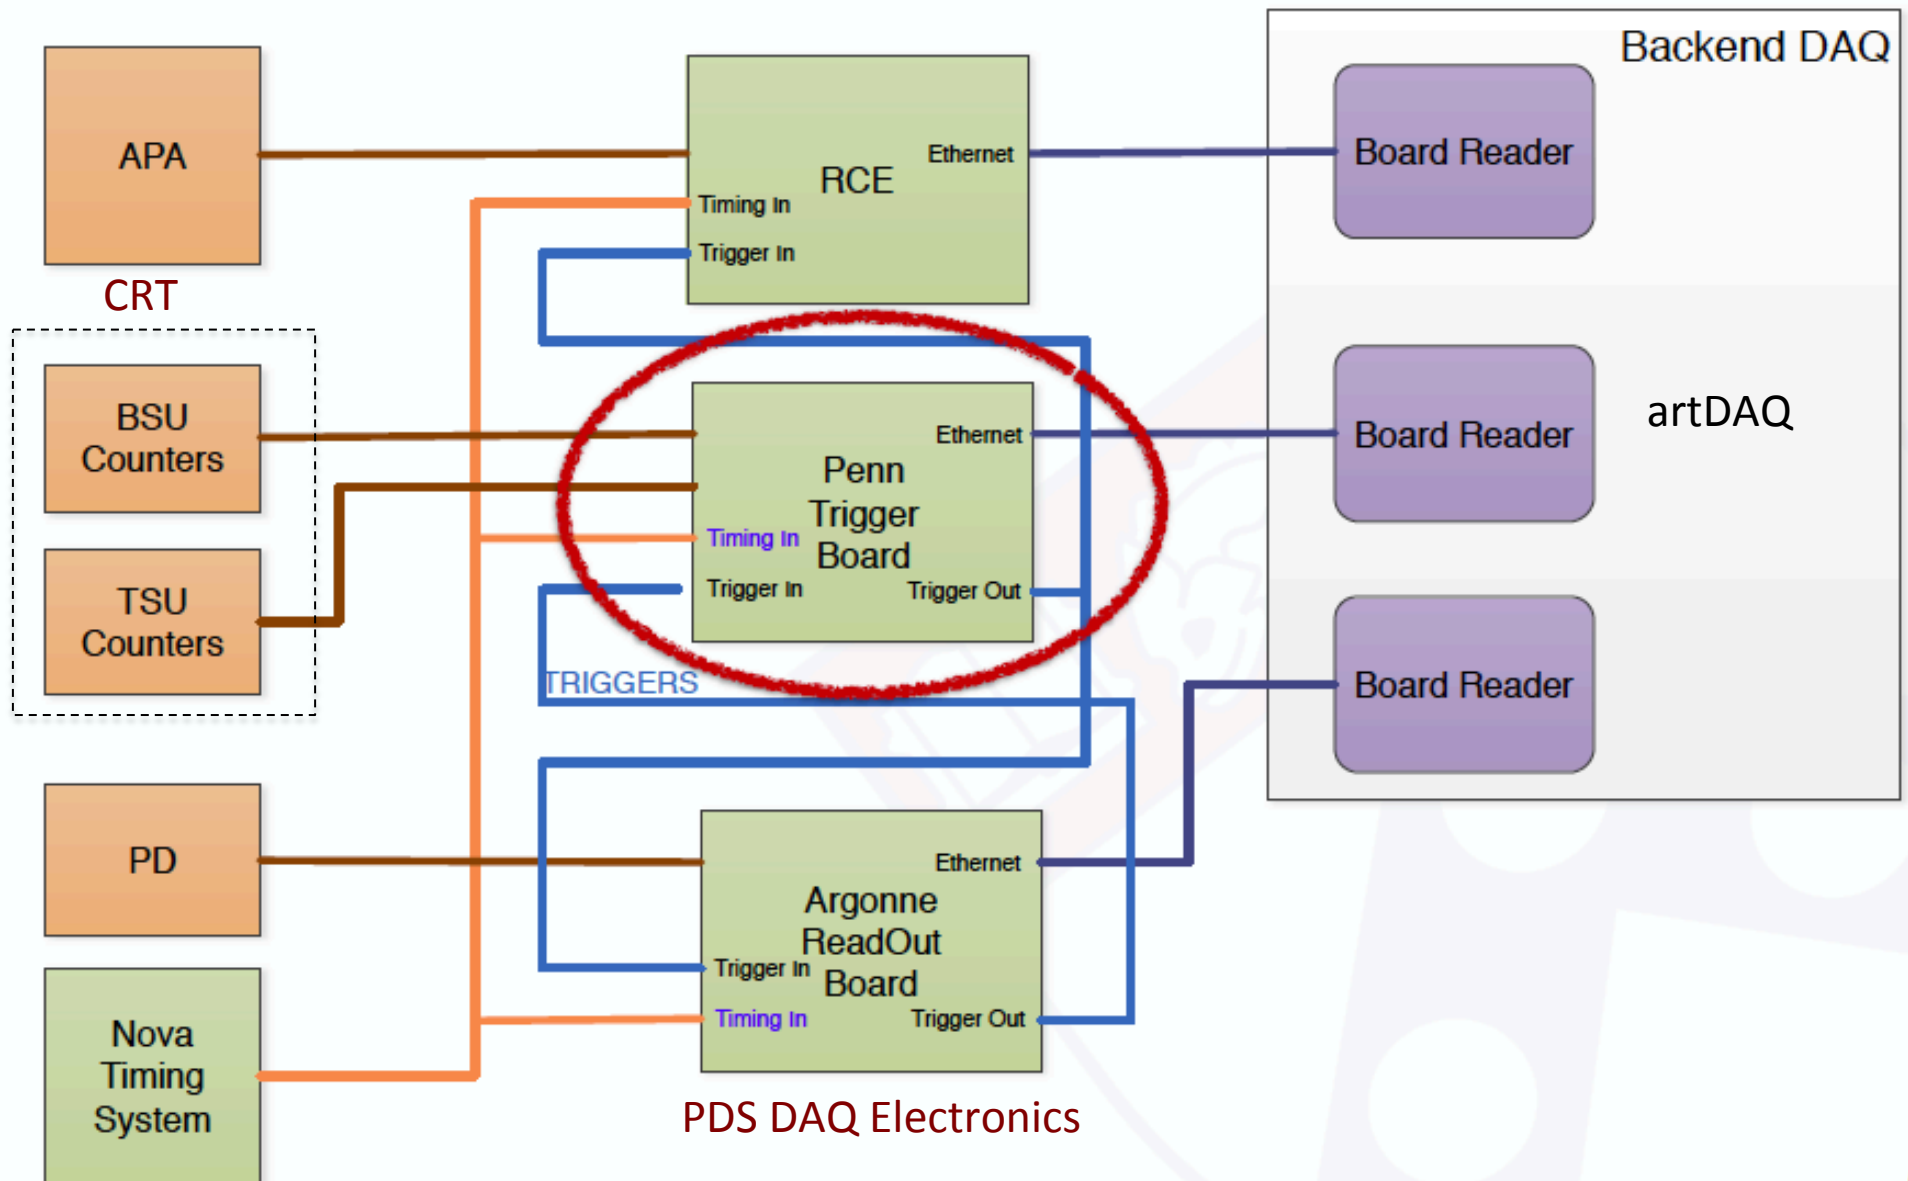 Backend DAQ
APA
RCE
Ethernet
Timing In
Trigger In
Board Reader
CRT
BSU
Counters
TSU
Counters
Penn
Trigger
Board
Ethernet
Timing In
Trigger In
Trigger Out
Board Reader
artDAQ
TRIGGERS
Board Reader
PD
Argonne
ReadOut
Board
Ethernet
Trigger In
Timing In
Trigger Out
Nova
Timing
System
PDS DAQ Electronics